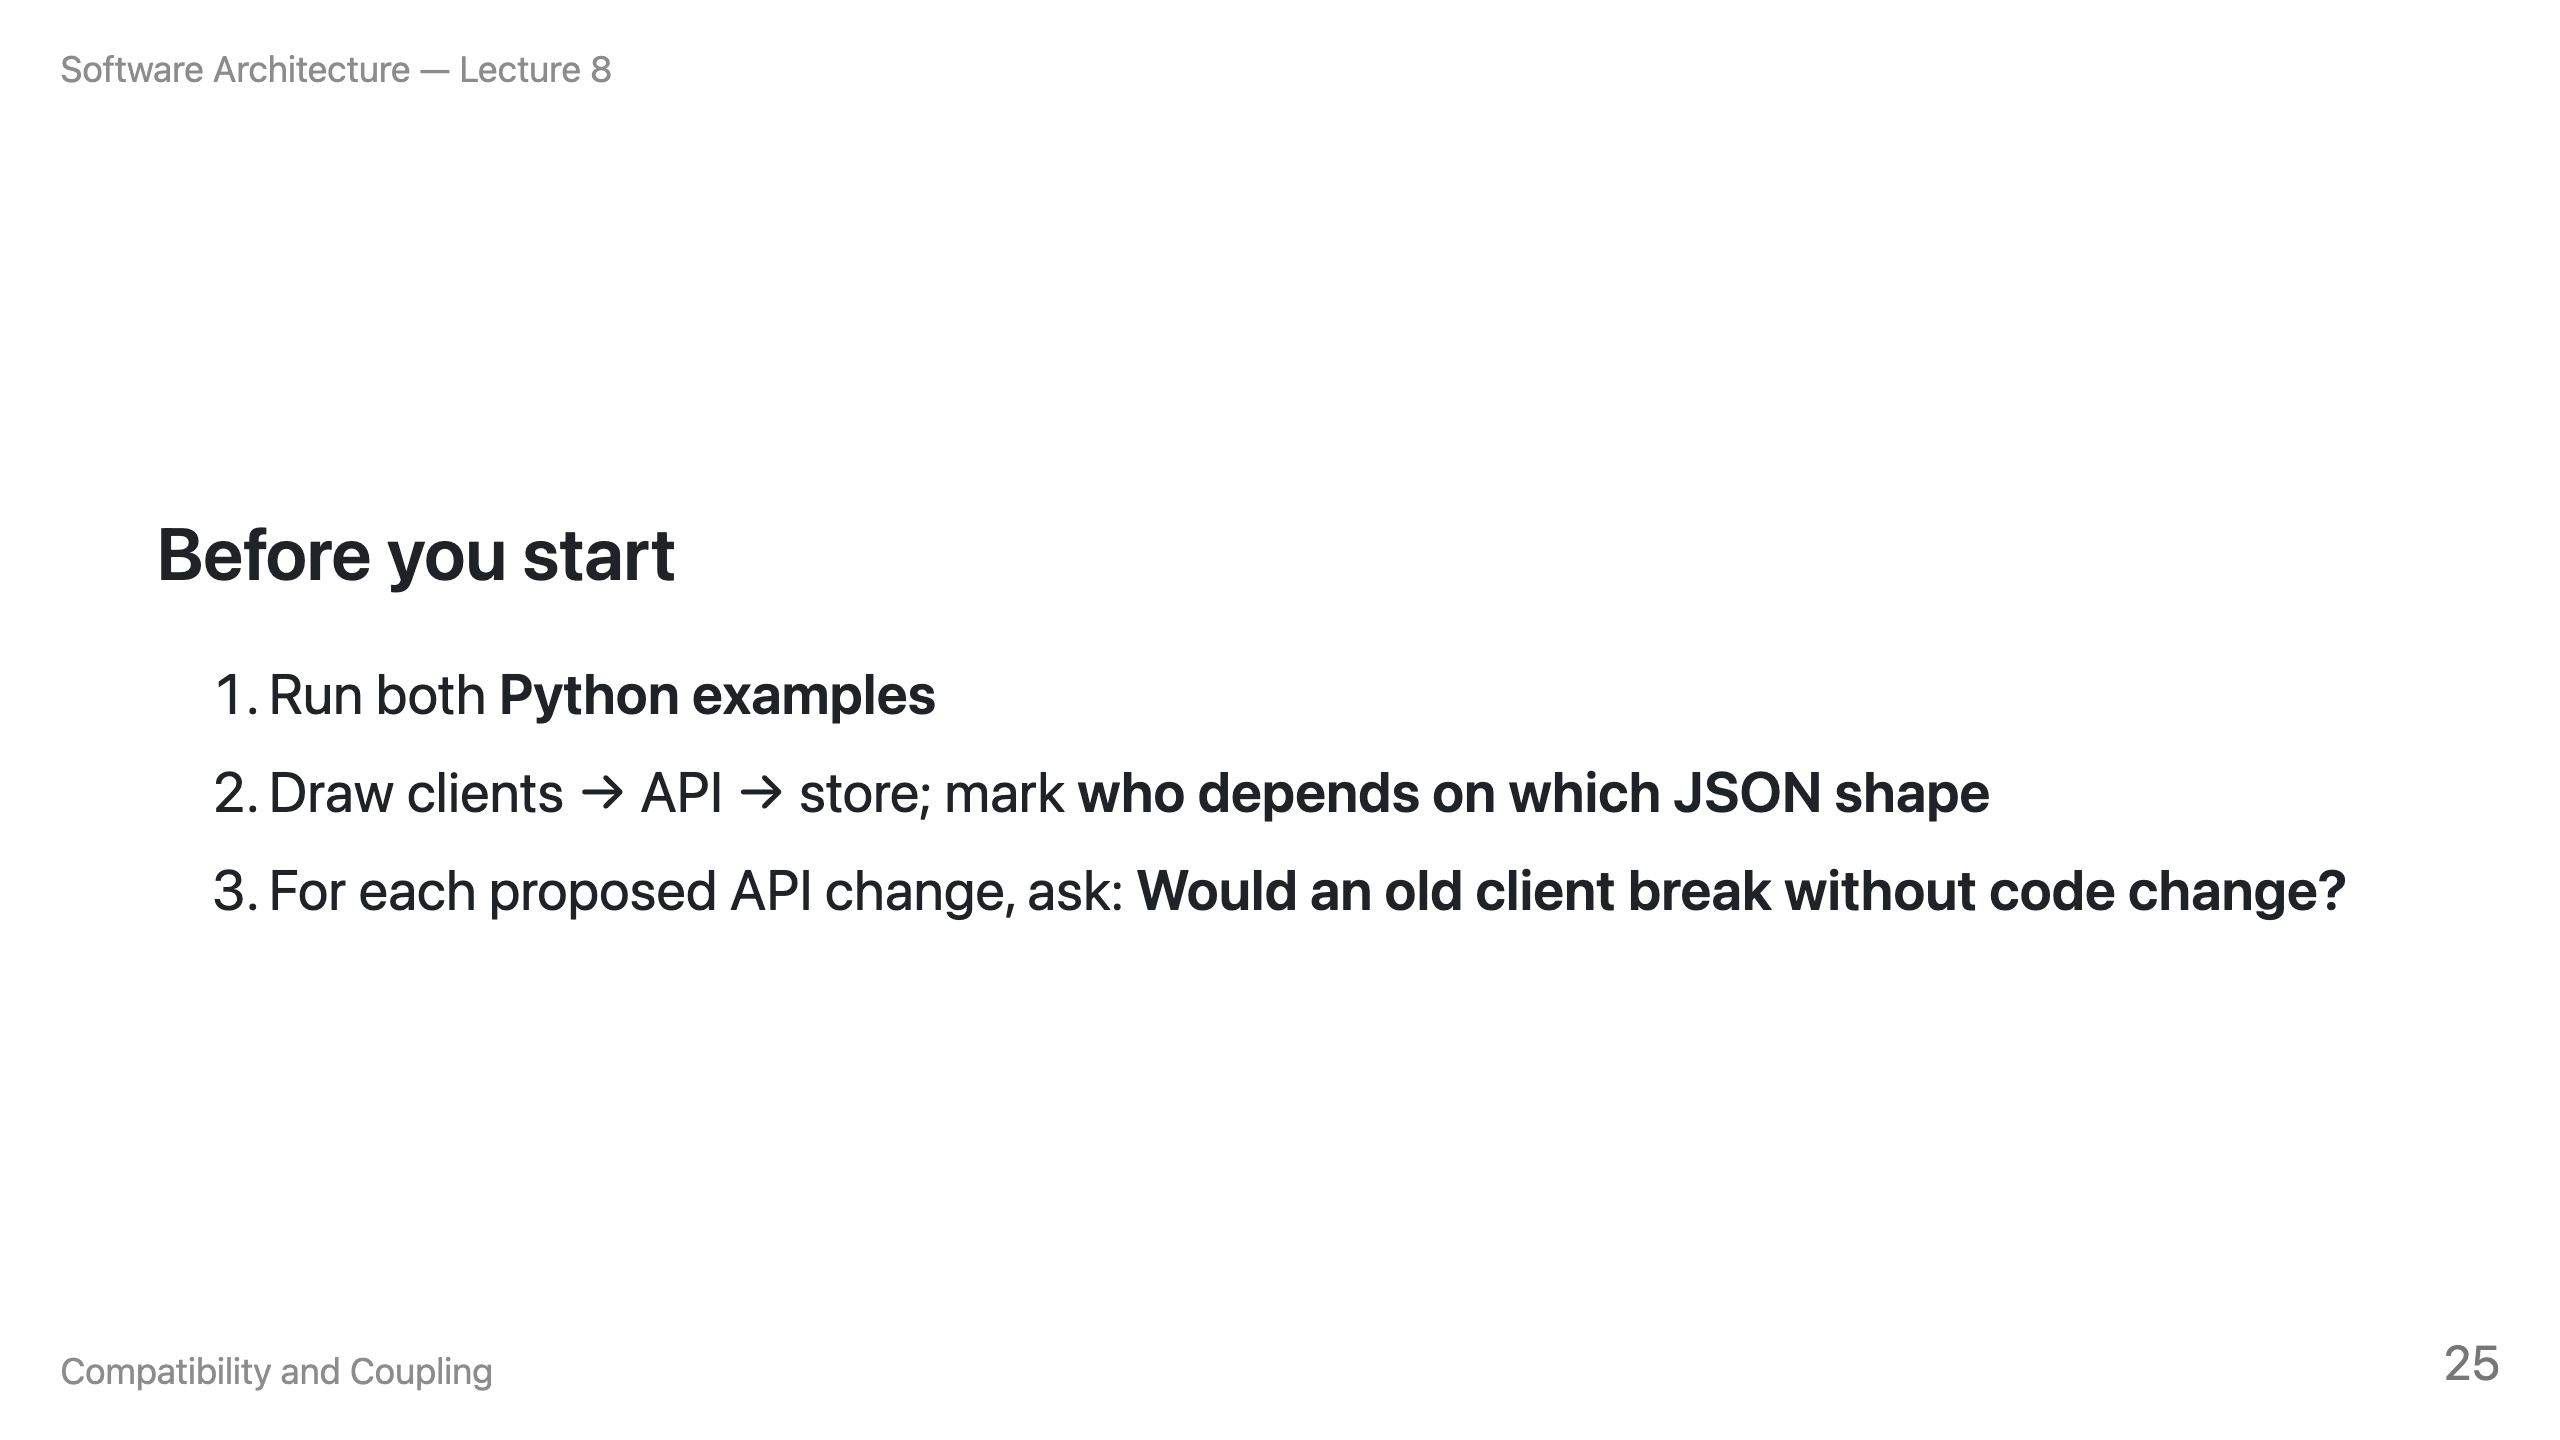 Software Architecture — Lecture 8
Before you start
1. Run both Python examples
2. Draw clients → API → store; mark who depends on which JSON shape
3. For each proposed API change, ask: Would an old client break without code change?
Compatibility and Coupling
25